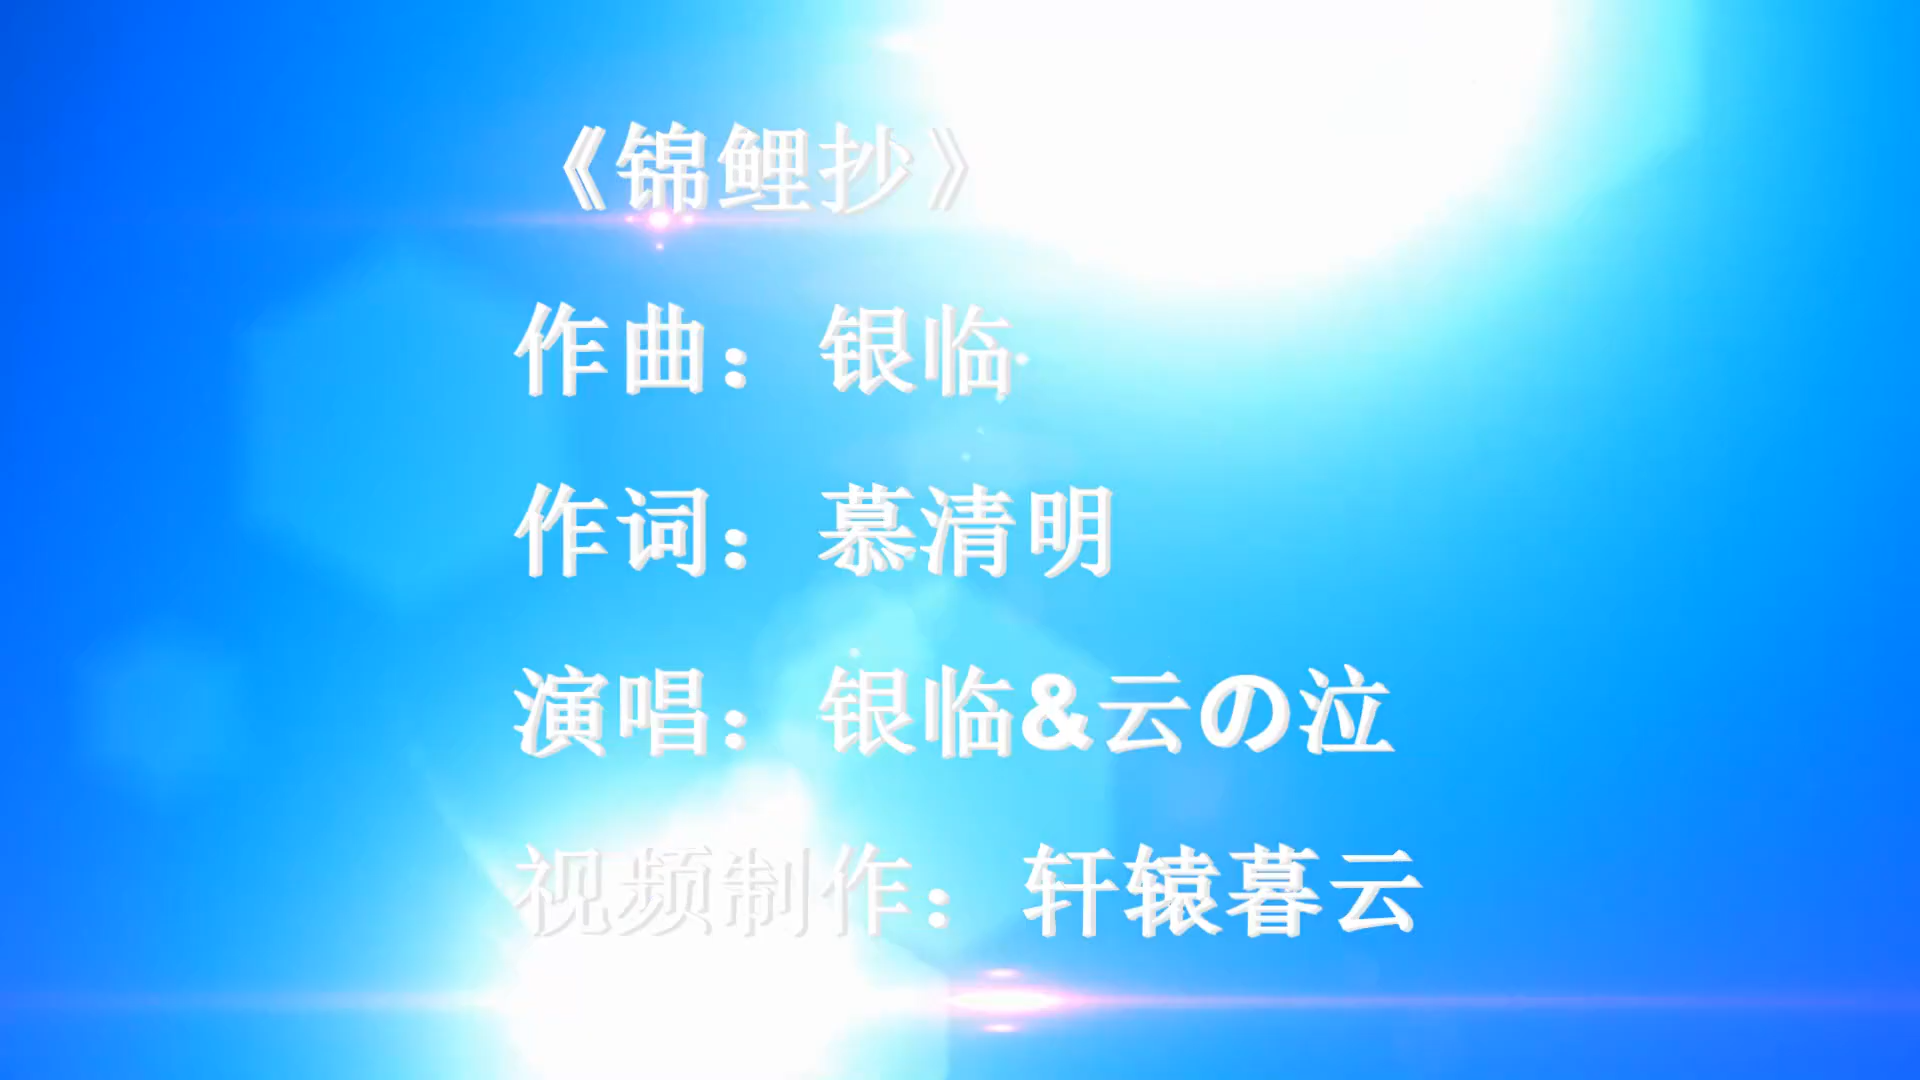 《锦鲤抄》
作曲：银临
作词：慕清明
演唱：银临&云の泣
视频制作：轩辕暮云